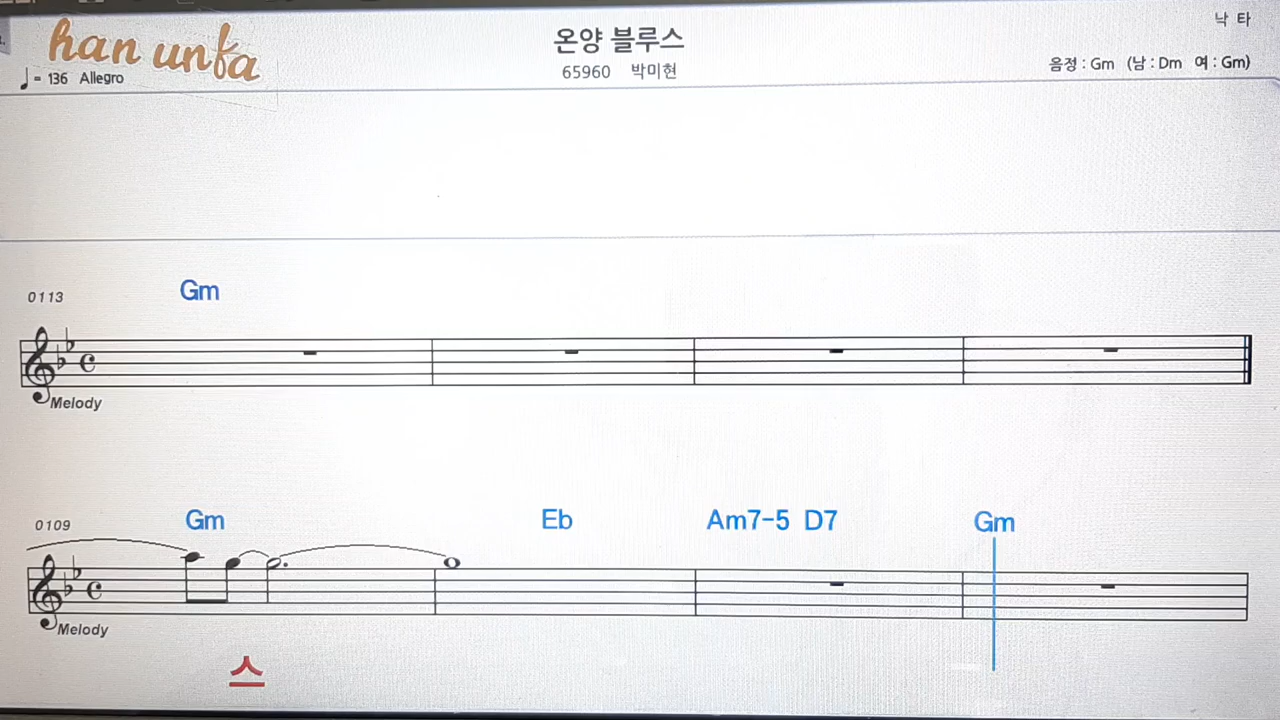 낙 타
han unfa
온양 블루스
♩= 136 Allegro
65960 박미현
음정 : Gm (남 : Dm 여 : Gm)
0113 Gm
Melody
0109 Gm Eb Am7-5 D7 Gm
Melody
스